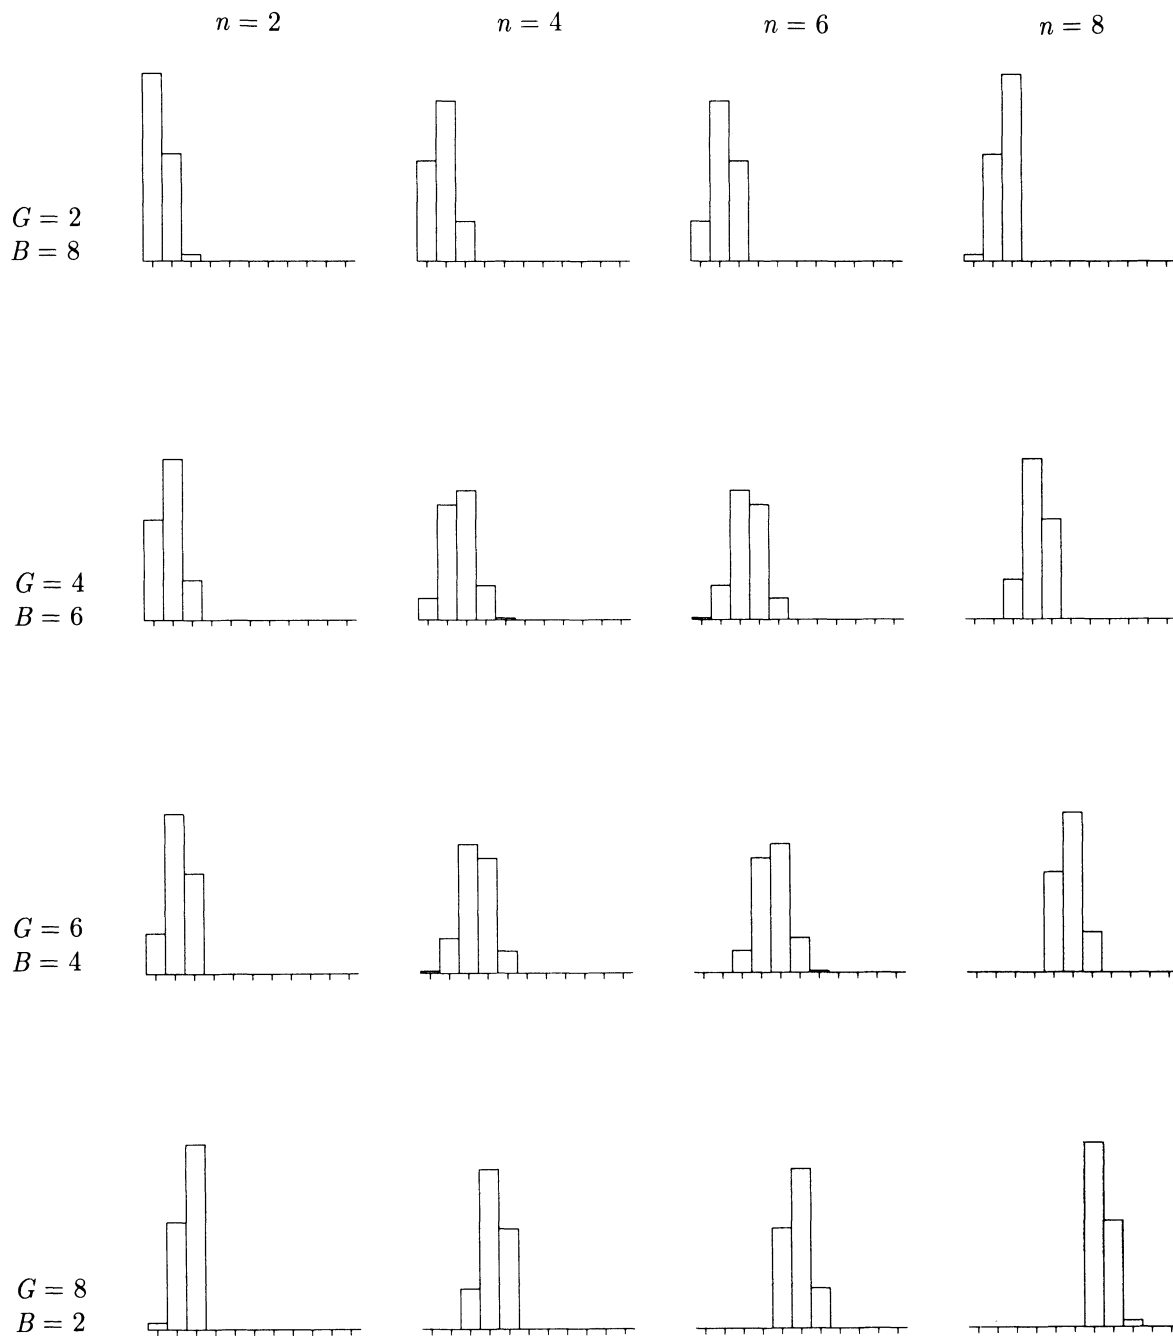 n = 2
n = 4
n = 6
n = 8
G = 2
B = 8
G = 4
B = 6
G = 6
B = 4
G = 8
B = 2